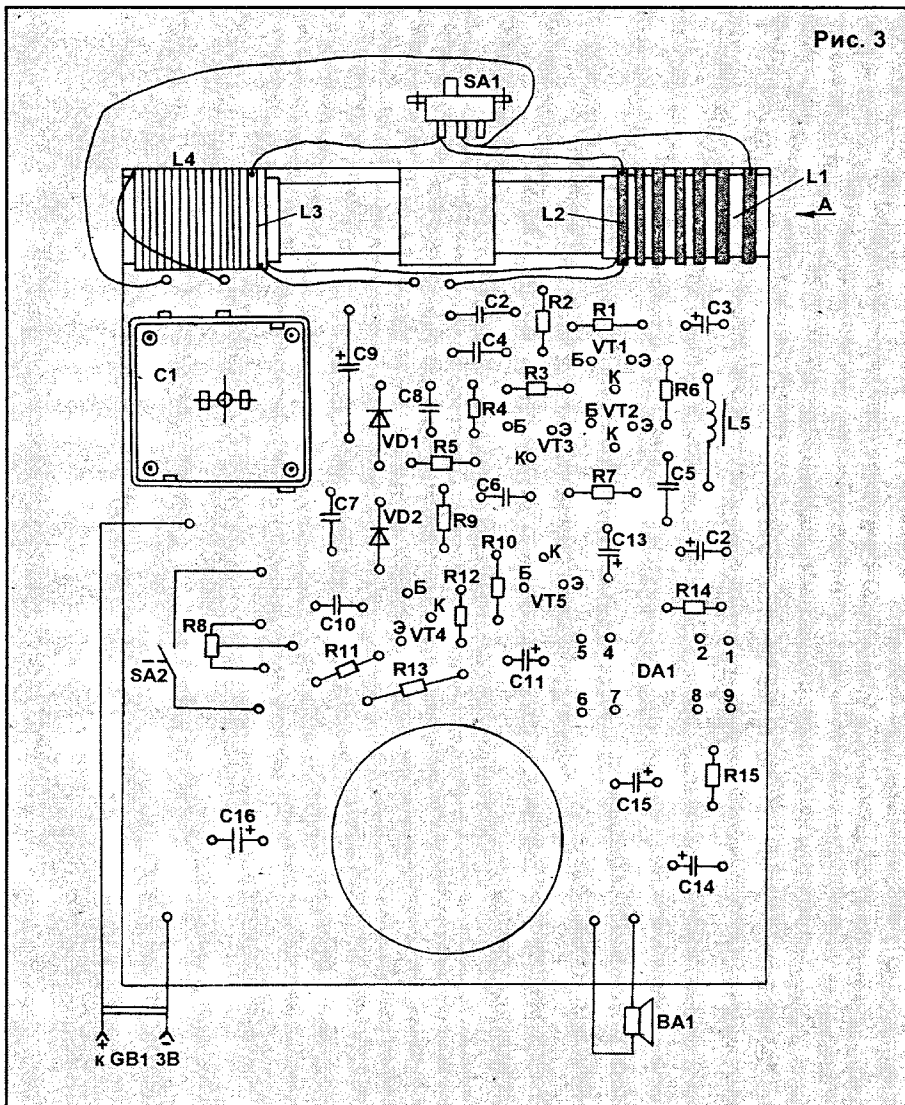 Рис. 3
SA1
L4
L3
L2
L1
А
C2
R2
R1
+ C3
C1
+ C9
C4
VT1
Б
Э
К
C8
R4
R3
R6
VD1
Б
Э
VT3
К
Б
VT2
Э
К
L5
R5
C6
R7
C5
C7
VD2
R9
C13
+
+ C2
R10
К
Б
Э
VT5
R8
SA2
C10
Б
К
Э
VT4
R12
R14
R11
R13
C11
+
5
4
2
1
DA1
6
7
8
9
C15
+
R15
C16
+
+
C14
BA1
+ −
к GB1 3В